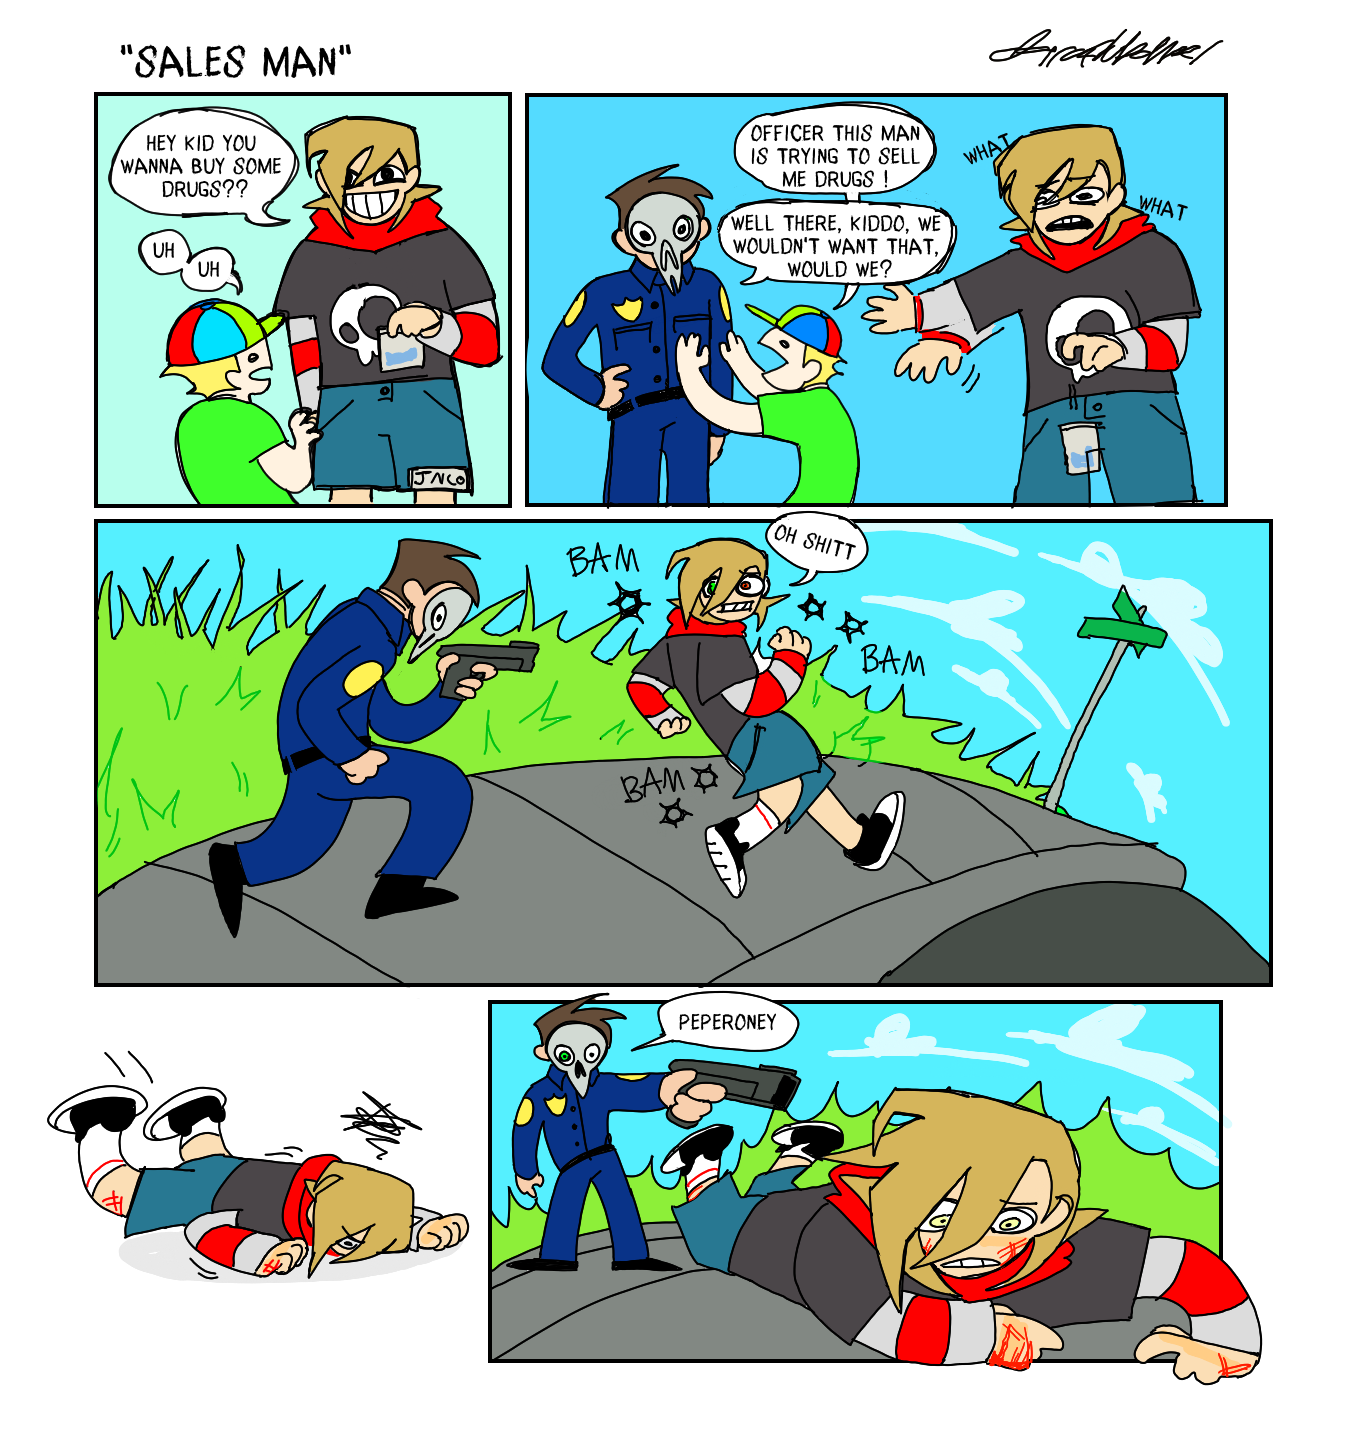 "SALES MAN"
HEY KID YOU
WANNA BUY SOME
DRUGS??
UH
UH
JNCO
OFFICER THIS MAN
IS TRYING TO SELL
ME DRUGS !
WELL THERE, KIDDO, WE
WOULDN'T WANT THAT,
WOULD WE?
WHAT
WHAT
BAM
OH SHITT
BAM
BAM
PEPERONEY